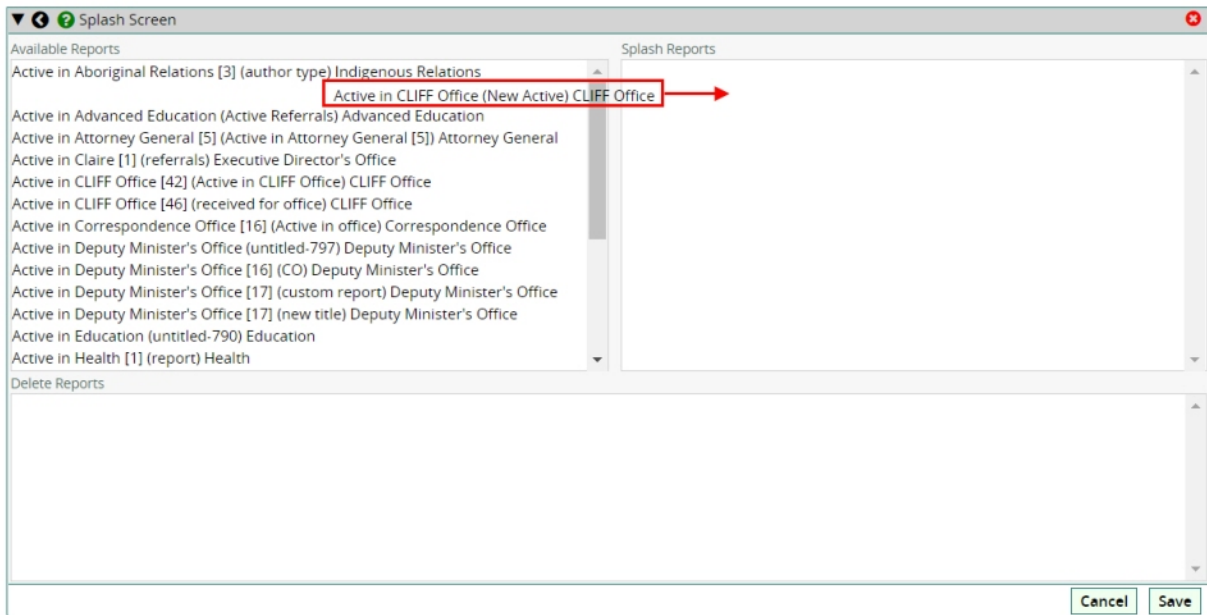 Splash Screen
Available Reports
Splash Reports
Active in Aboriginal Relations [3] (author type) Indigenous Relations
Active in CLIFF Office (New Active) CLIFF Office
Active in Advanced Education (Active Referrals) Advanced Education
Active in Attorney General [5] (Active in Attorney General [5]) Attorney General
Active in Claire [1] (referrals) Executive Director's Office
Active in CLIFF Office [42] (Active in CLIFF Office) CLIFF Office
Active in CLIFF Office [46] (received for office) CLIFF Office
Active in Correspondence Office [16] (Active in office) Correspondence Office
Active in Deputy Minister's Office (untitled-797) Deputy Minister's Office
Active in Deputy Minister's Office [16] (CO) Deputy Minister's Office
Active in Deputy Minister's Office [17] (custom report) Deputy Minister's Office
Active in Deputy Minister's Office [17] (new title) Deputy Minister's Office
Active in Education (untitled-790) Education
Active in Health [1] (report) Health
Delete Reports
Cancel
Save